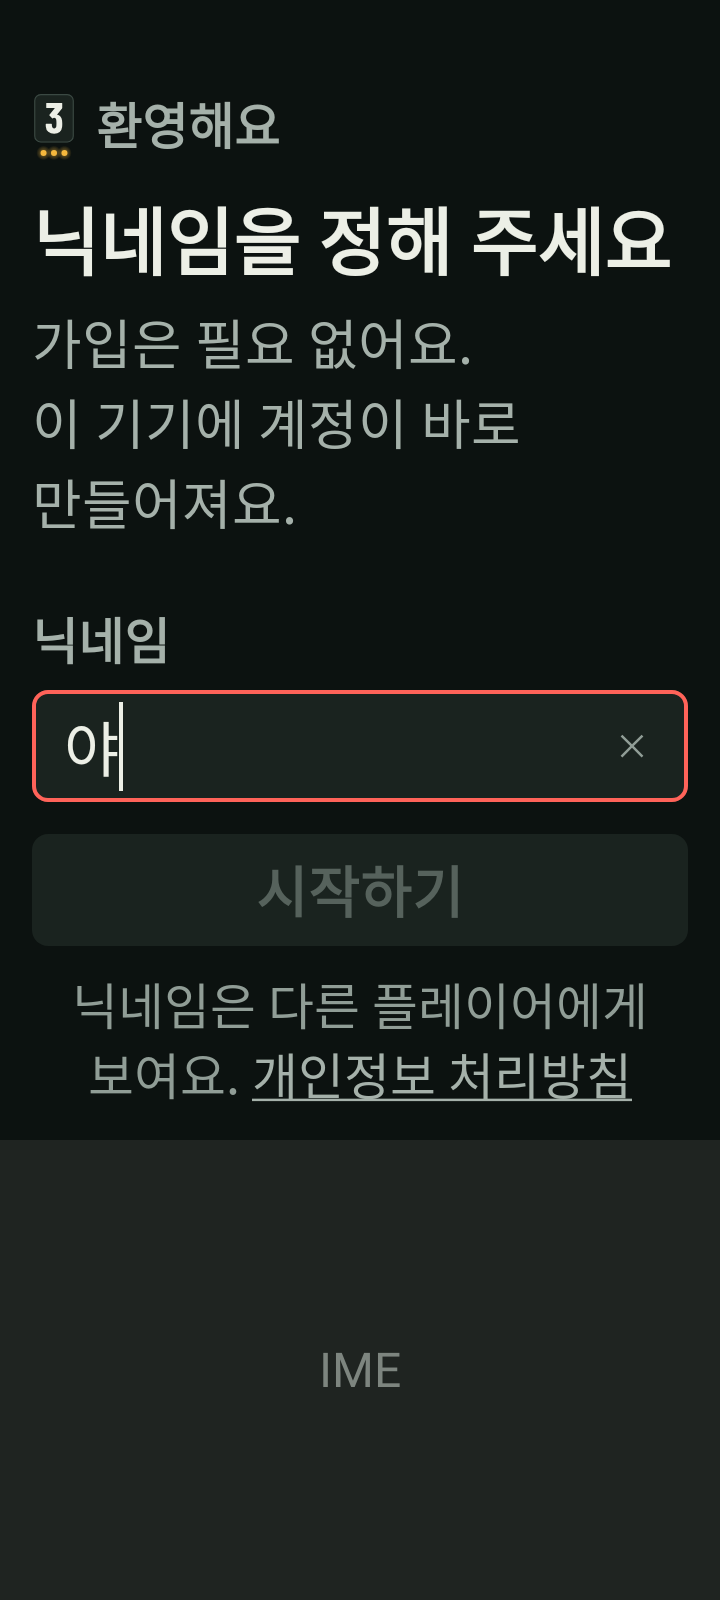 3 환영해요
닉네임을 정해 주세요
가입은 필요 없어요.
이 기기에 계정이 바로
만들어져요.
닉네임
야
시작하기
닉네임은 다른 플레이어에게
보여요. 개인정보 처리방침
IME